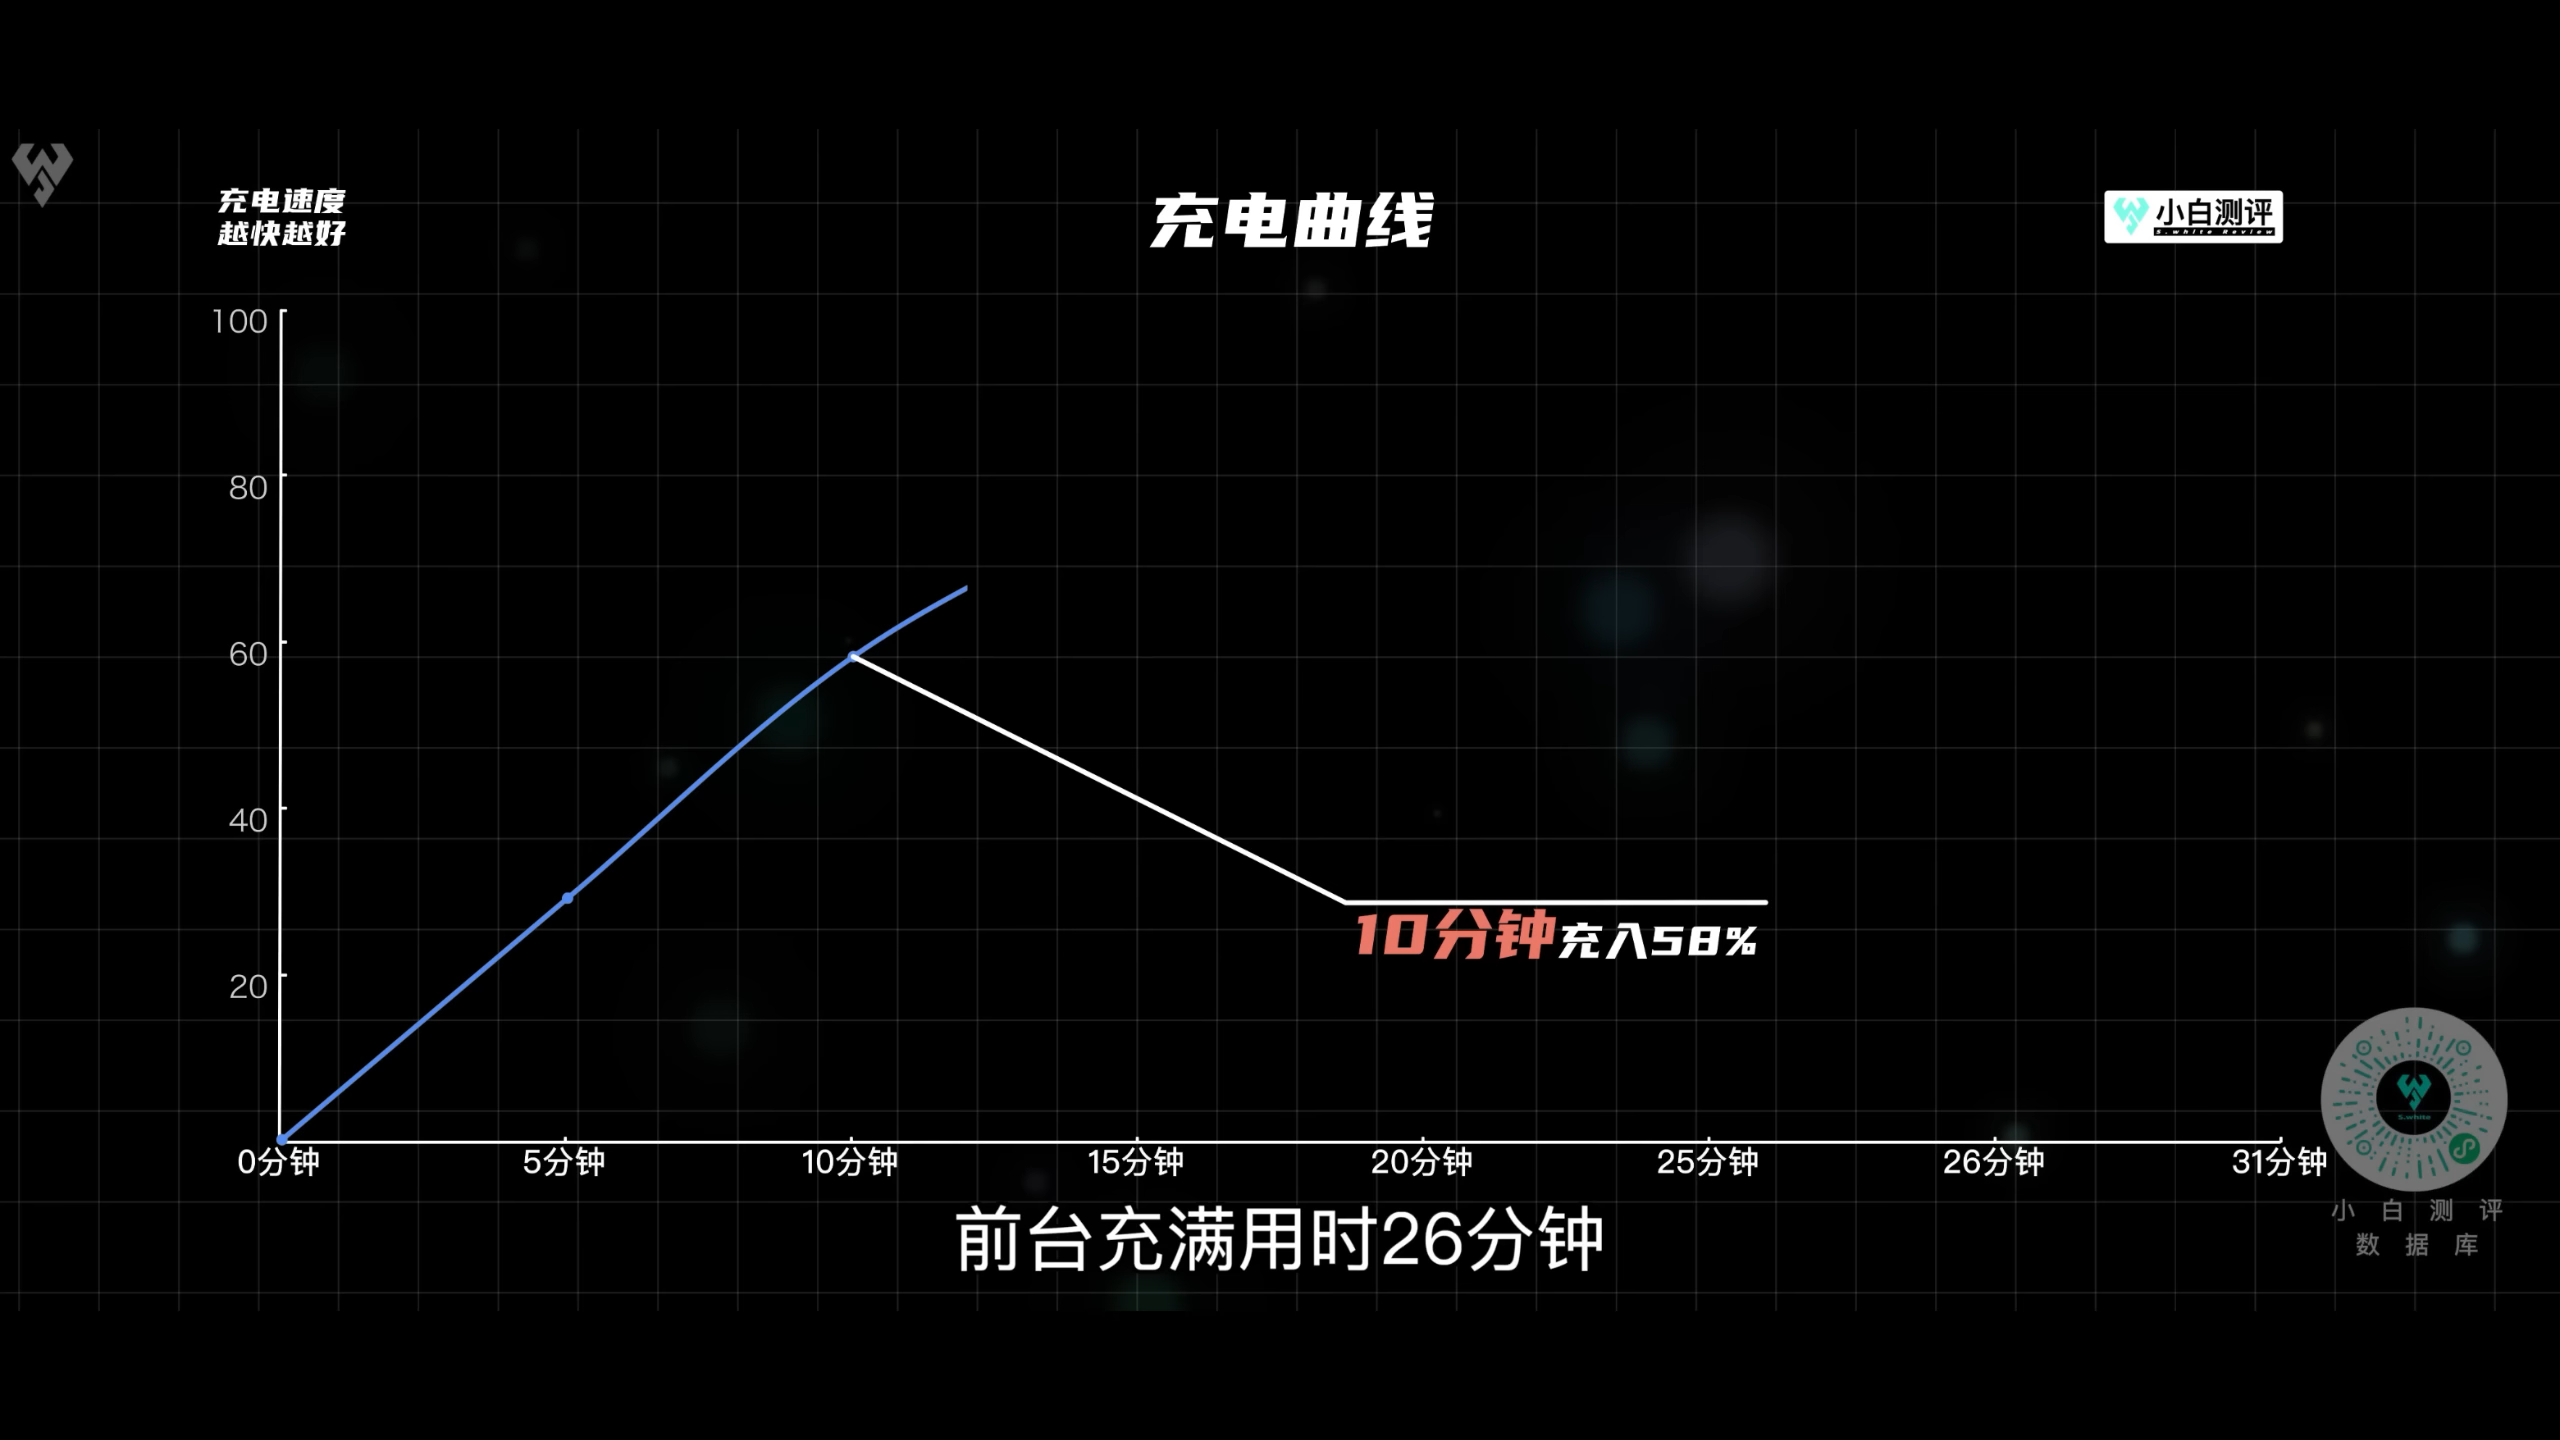 充电速度
越快越好
充电曲线
小白测评
S.white Review
100
80
60
40
20
10分钟充入58%
0分钟
5分钟
10分钟
15分钟
20分钟
25分钟
26分钟
31分钟
S.white
小白测评
数据库
前台充满用时26分钟